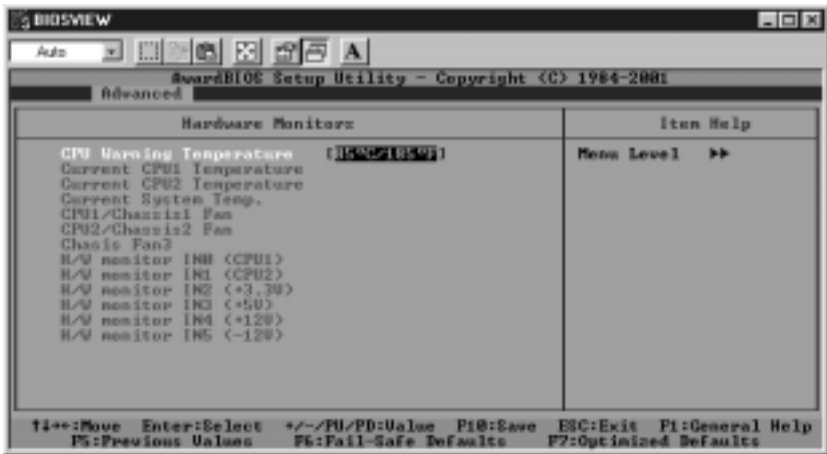 BIOSVIEW
Auto
A
AwardBIOS Setup Utility - Copyright (C) 1984-2001
Advanced
Hardware Monitors
Item Help
CPU Warning Temperature [85ºC/185ºF]
Menu Level ▶▶
Current CPU1 Temperature
Current CPU2 Temperature
Current System Temp.
CPU1/Chassis1 Fan
CPU2/Chassis2 Fan
Chasis Fan3
H/W monitor IN0 (CPU1)
H/W monitor IN1 (CPU2)
H/W monitor IN2 (+3.3V)
H/W monitor IN3 (+5V)
H/W monitor IN4 (+12V)
H/W monitor IN5 (-12V)
↑↓→←:Move Enter:Select +/-/PU/PD:Value F10:Save ESC:Exit F1:General Help
F5:Previous Values F6:Fail-Safe Defaults F7:Optimized Defaults